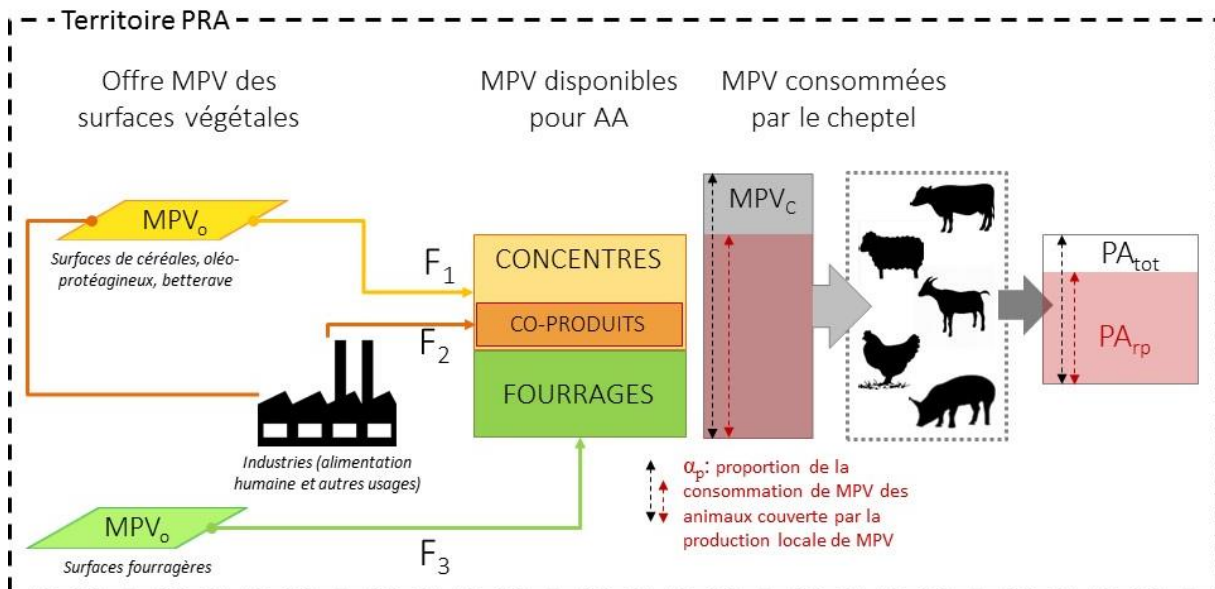 Territoire PRA
Offre MPV des
surfaces végétales
MPV disponibles
pour AA
MPV consommées
par le cheptel
MPVo
Surfaces de céréales, oléo-
protéagineux, betterave
F1
CONCENTRES
CO-PRODUITS
F2
FOURRAGES
Industries (alimentation
humaine et autres usages)
MPVo
Surfaces fourragères
F3
MPVC
αp: proportion de la
consommation de MPV des
animaux couverte par la
production locale de MPV
PAtot
PArp